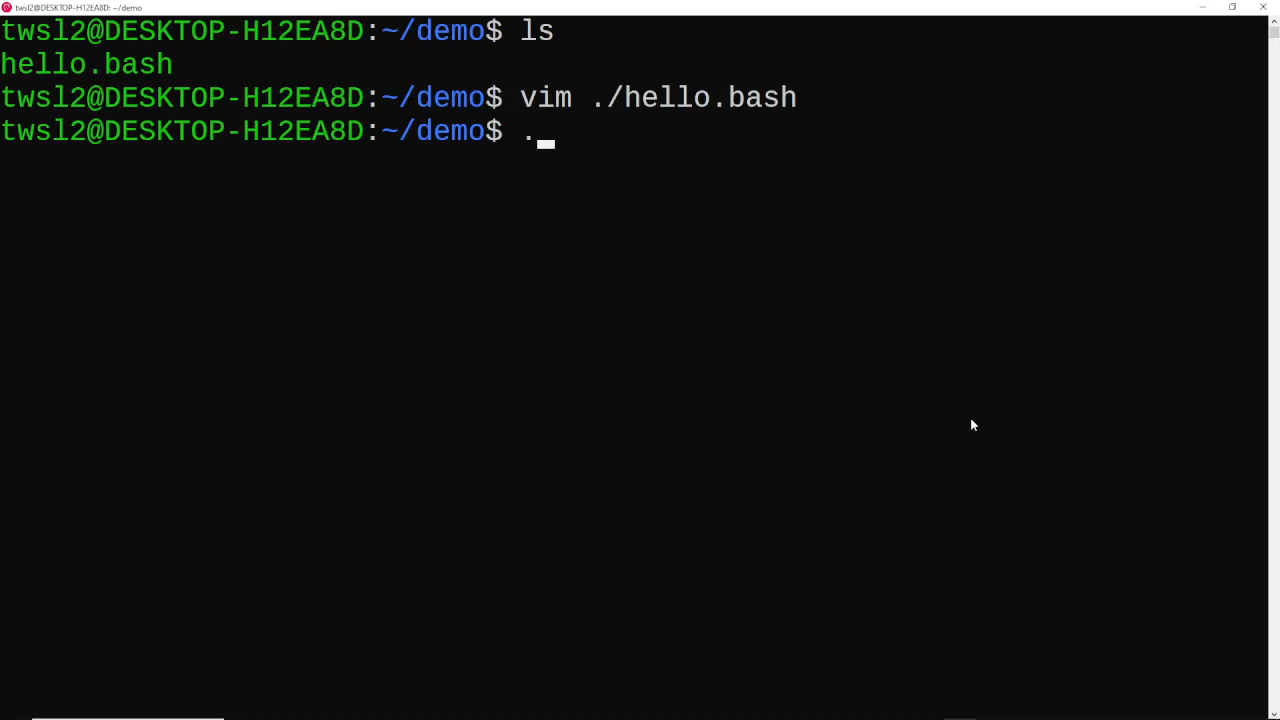 twsl2@DESKTOP-H12EA8D: ~/demo
twsl2@DESKTOP-H12EA8D:~/demo$ ls
hello.bash
twsl2@DESKTOP-H12EA8D:~/demo$ vim ./hello.bash
twsl2@DESKTOP-H12EA8D:~/demo$ .